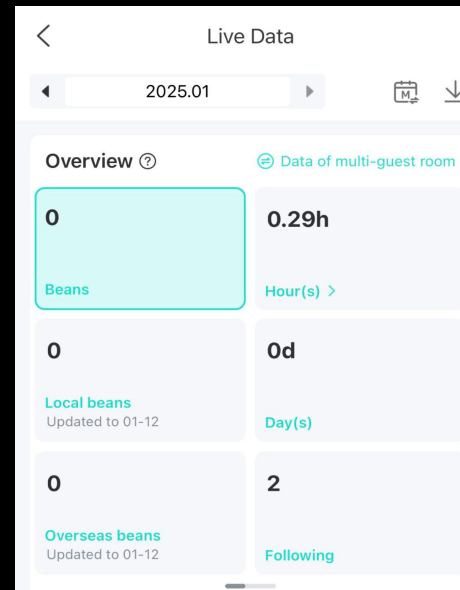 Live Data
2025.01
M
Overview ?
Data of multi-guest room
0
Beans
0.29h
Hour(s) >
0
Local beans
Updated to 01-12
0d
Day(s)
0
Overseas beans
Updated to 01-12
2
Following